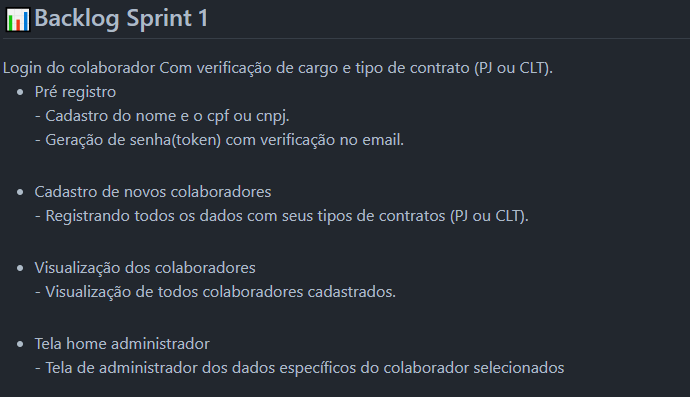 📊 Backlog Sprint 1
Login do colaborador Com verificação de cargo e tipo de contrato (PJ ou CLT).
• Pré registro
- Cadastro do nome e o cpf ou cnpj.
- Geração de senha(token) com verificação no email.
• Cadastro de novos colaboradores
- Registrando todos os dados com seus tipos de contratos (PJ ou CLT).
• Visualização dos colaboradores
- Visualização de todos colaboradores cadastrados.
• Tela home administrador
- Tela de administrador dos dados específicos do colaborador selecionados